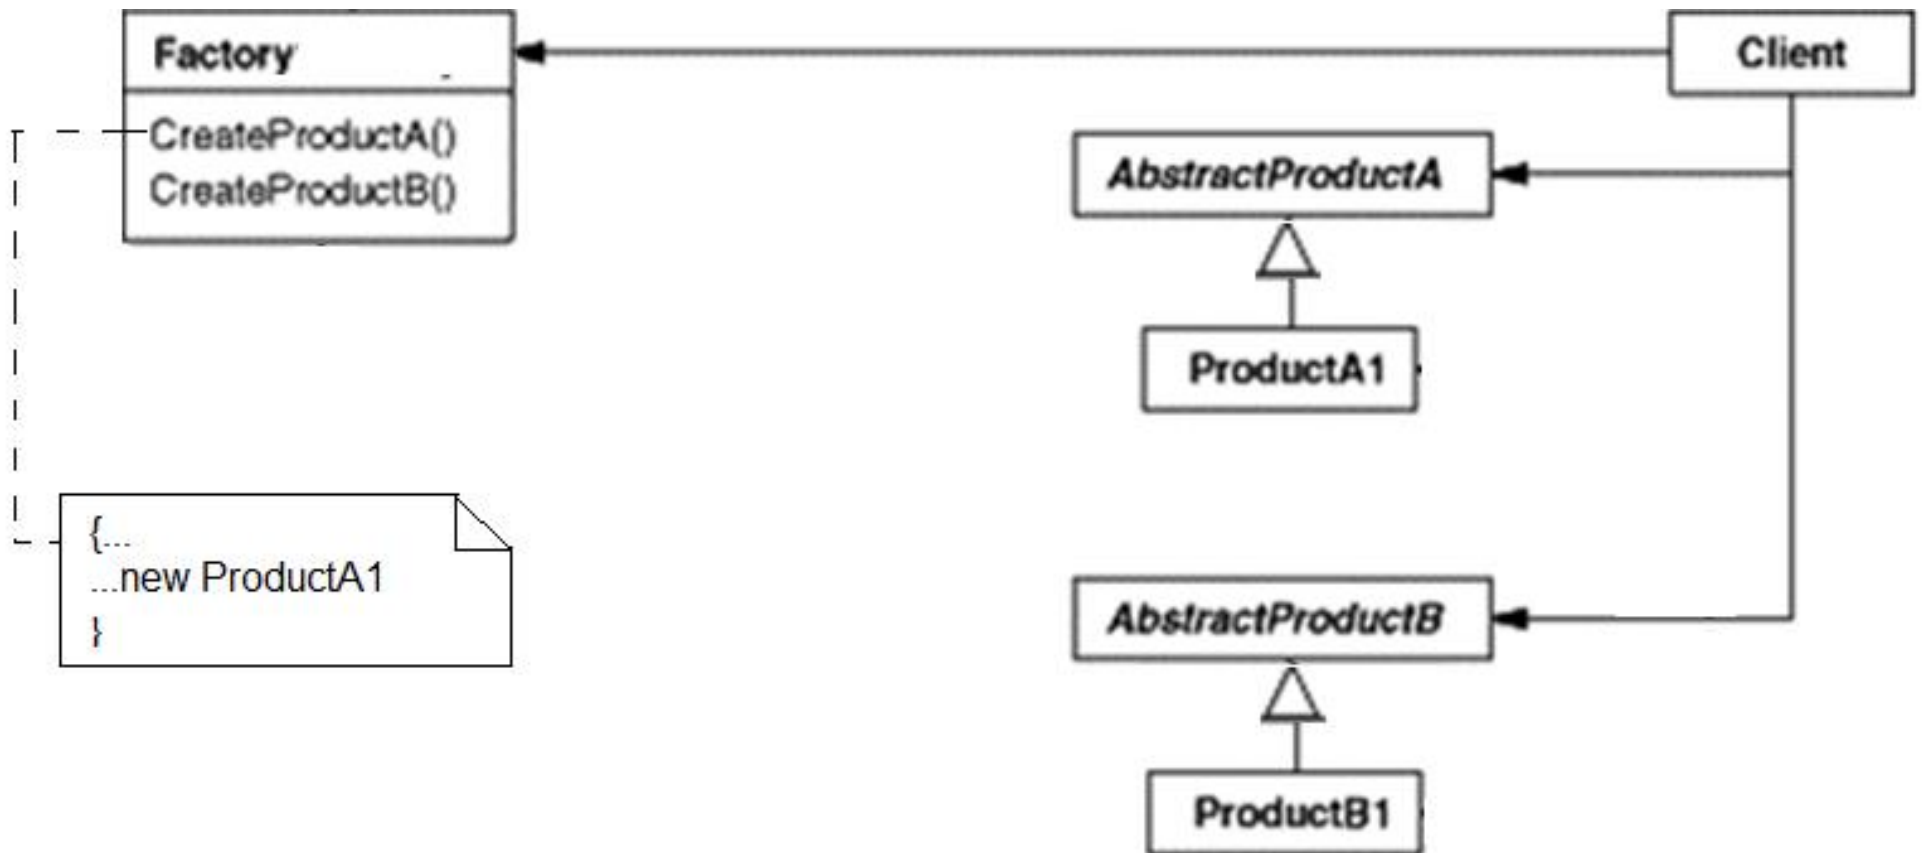 Factory
CreateProductA()
CreateProductB()
Client
AbstractProductA
ProductA1
{...
...new ProductA1
}
AbstractProductB
ProductB1